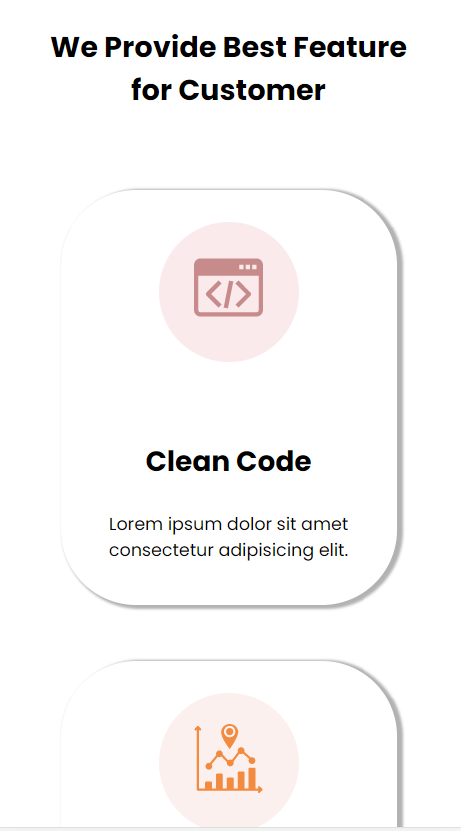 We Provide Best Feature
for Customer
Clean Code
Lorem ipsum dolor sit amet
consectetur adipisicing elit.